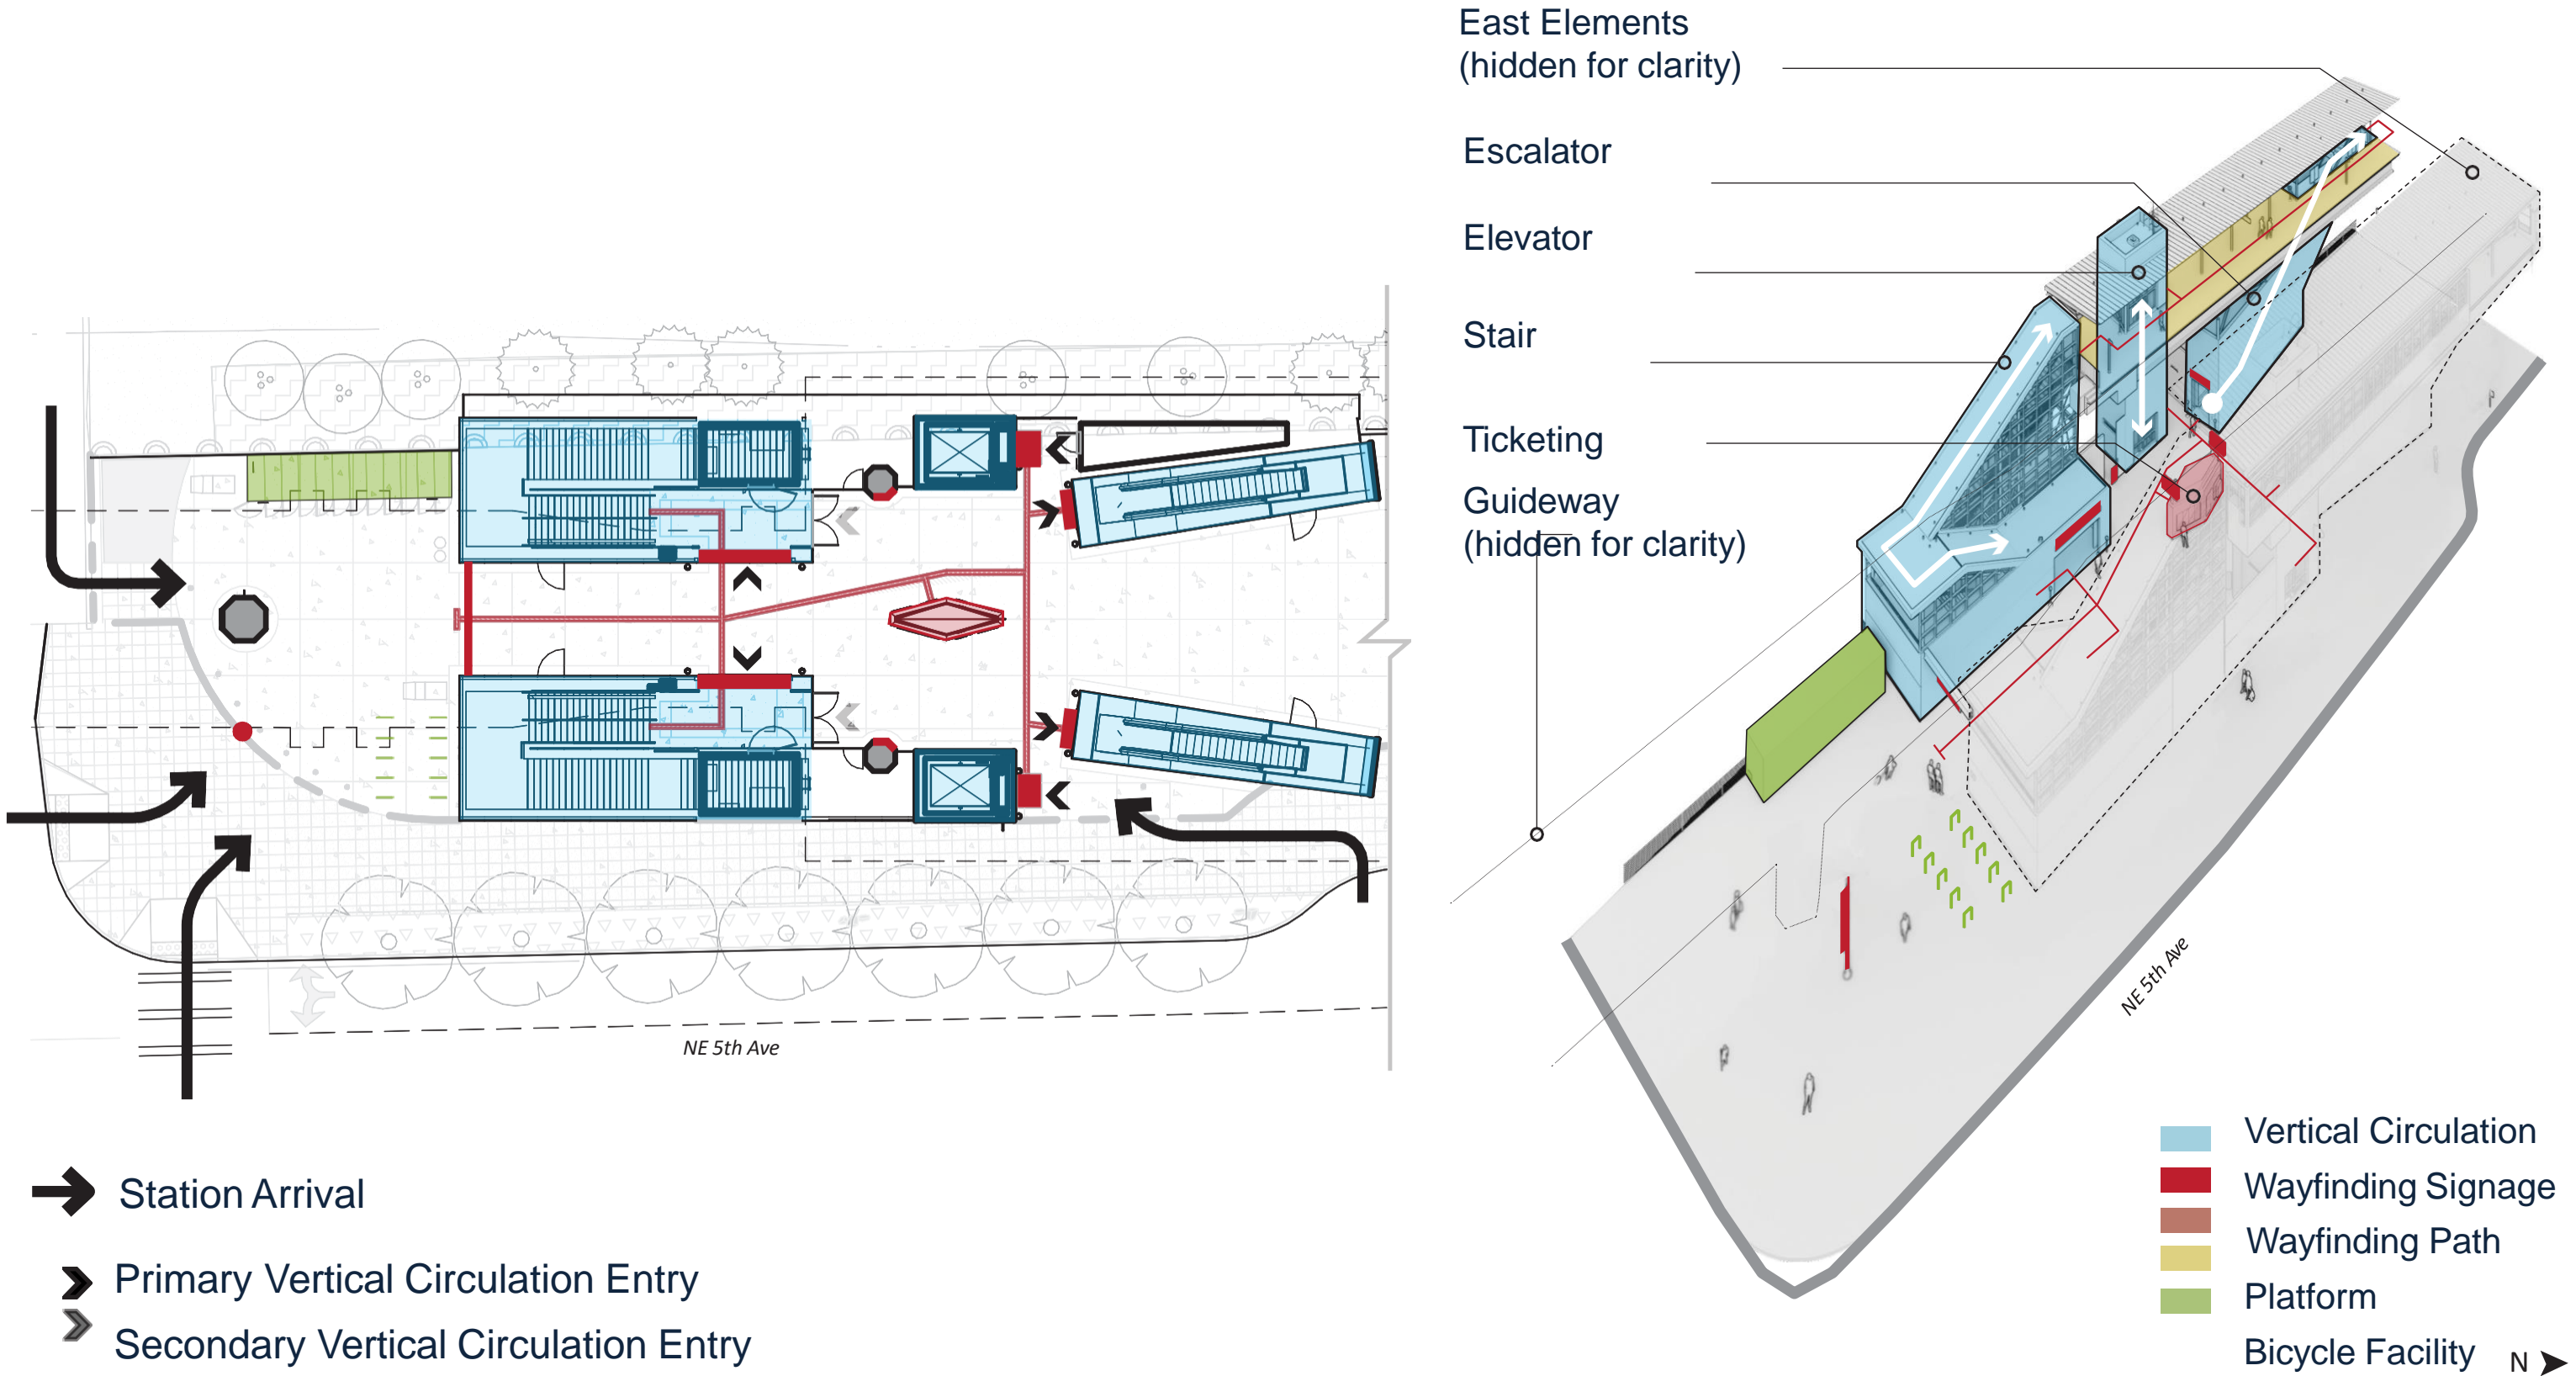 East Elements
(hidden for clarity)
Escalator
Elevator
Stair
Ticketing
Guideway
(hidden for clarity)
NE 5th Ave
NE 5th Ave
Station Arrival
Primary Vertical Circulation Entry
Secondary Vertical Circulation Entry
Vertical Circulation
Wayfinding Signage
Wayfinding Path
Platform
Bicycle Facility
N